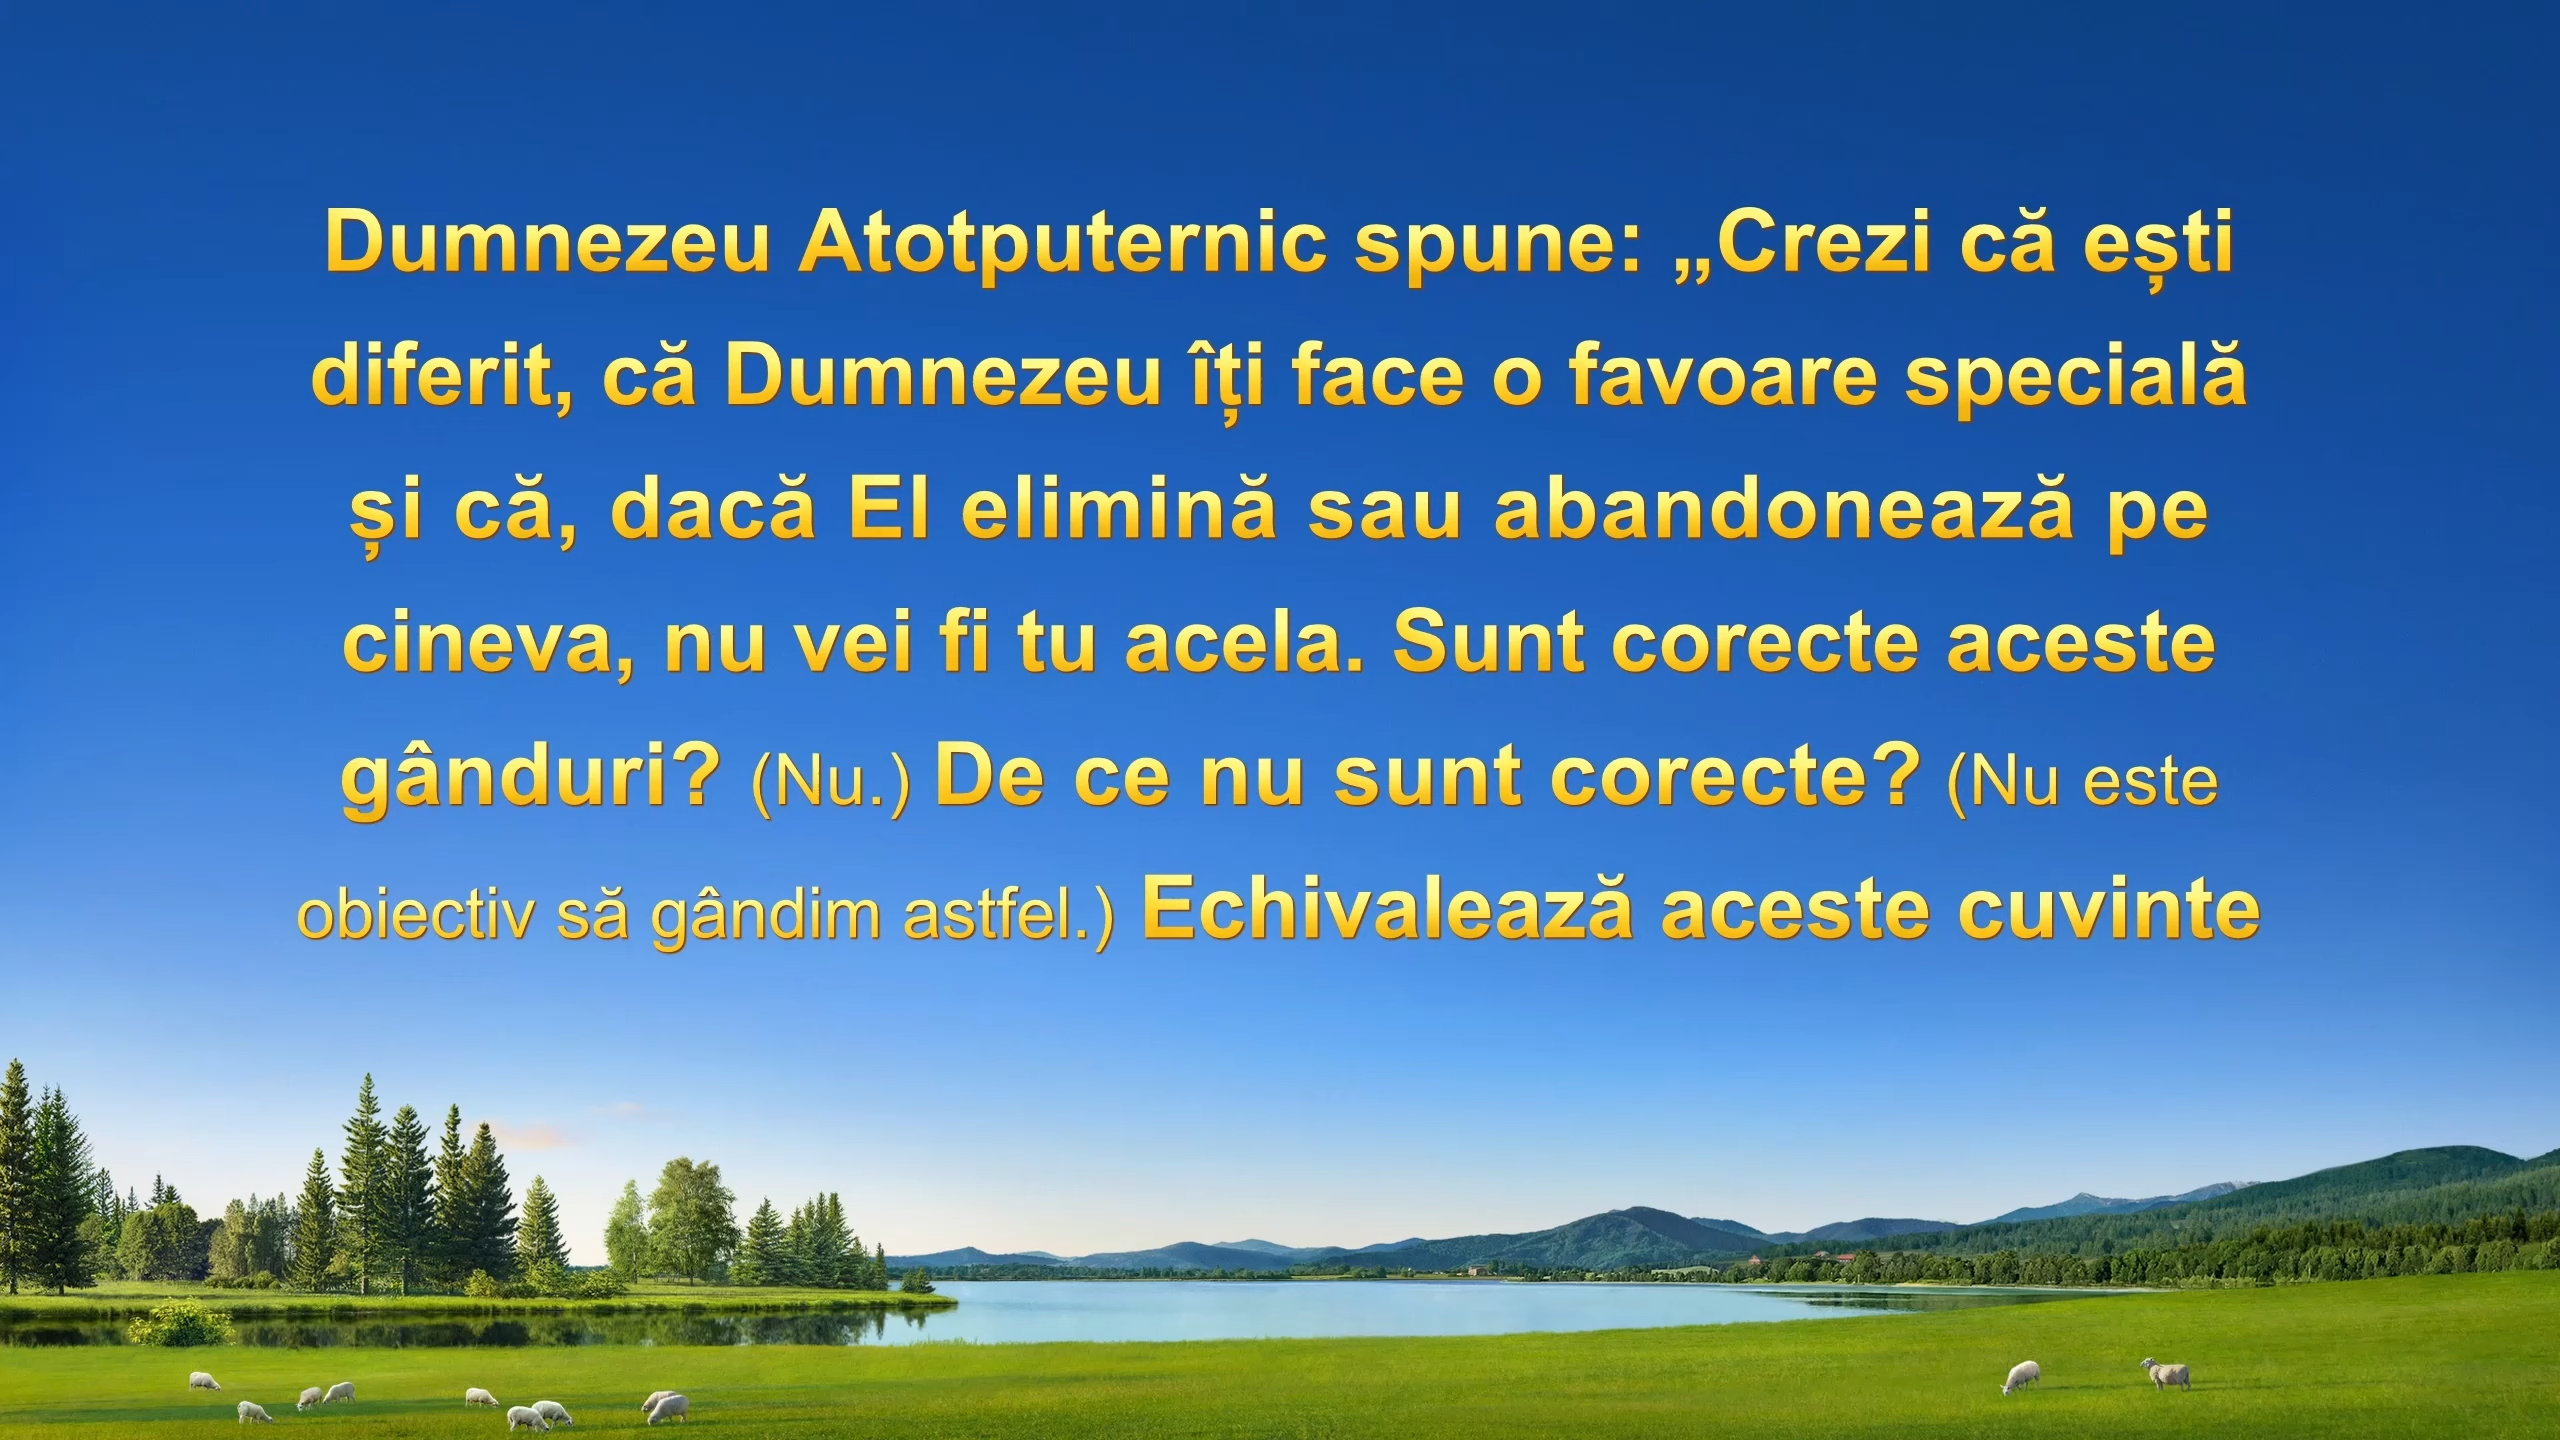 Dumnezeu Atotputernic spune: „Crezi că ești
diferit, că Dumnezeu îți face o favoare specială
și că, dacă El elimină sau abandonează pe
cineva, nu vei fi tu acela. Sunt corecte aceste
gânduri? (Nu.) De ce nu sunt corecte? (Nu este
obiectiv să gândim astfel.) Echivalează aceste cuvinte